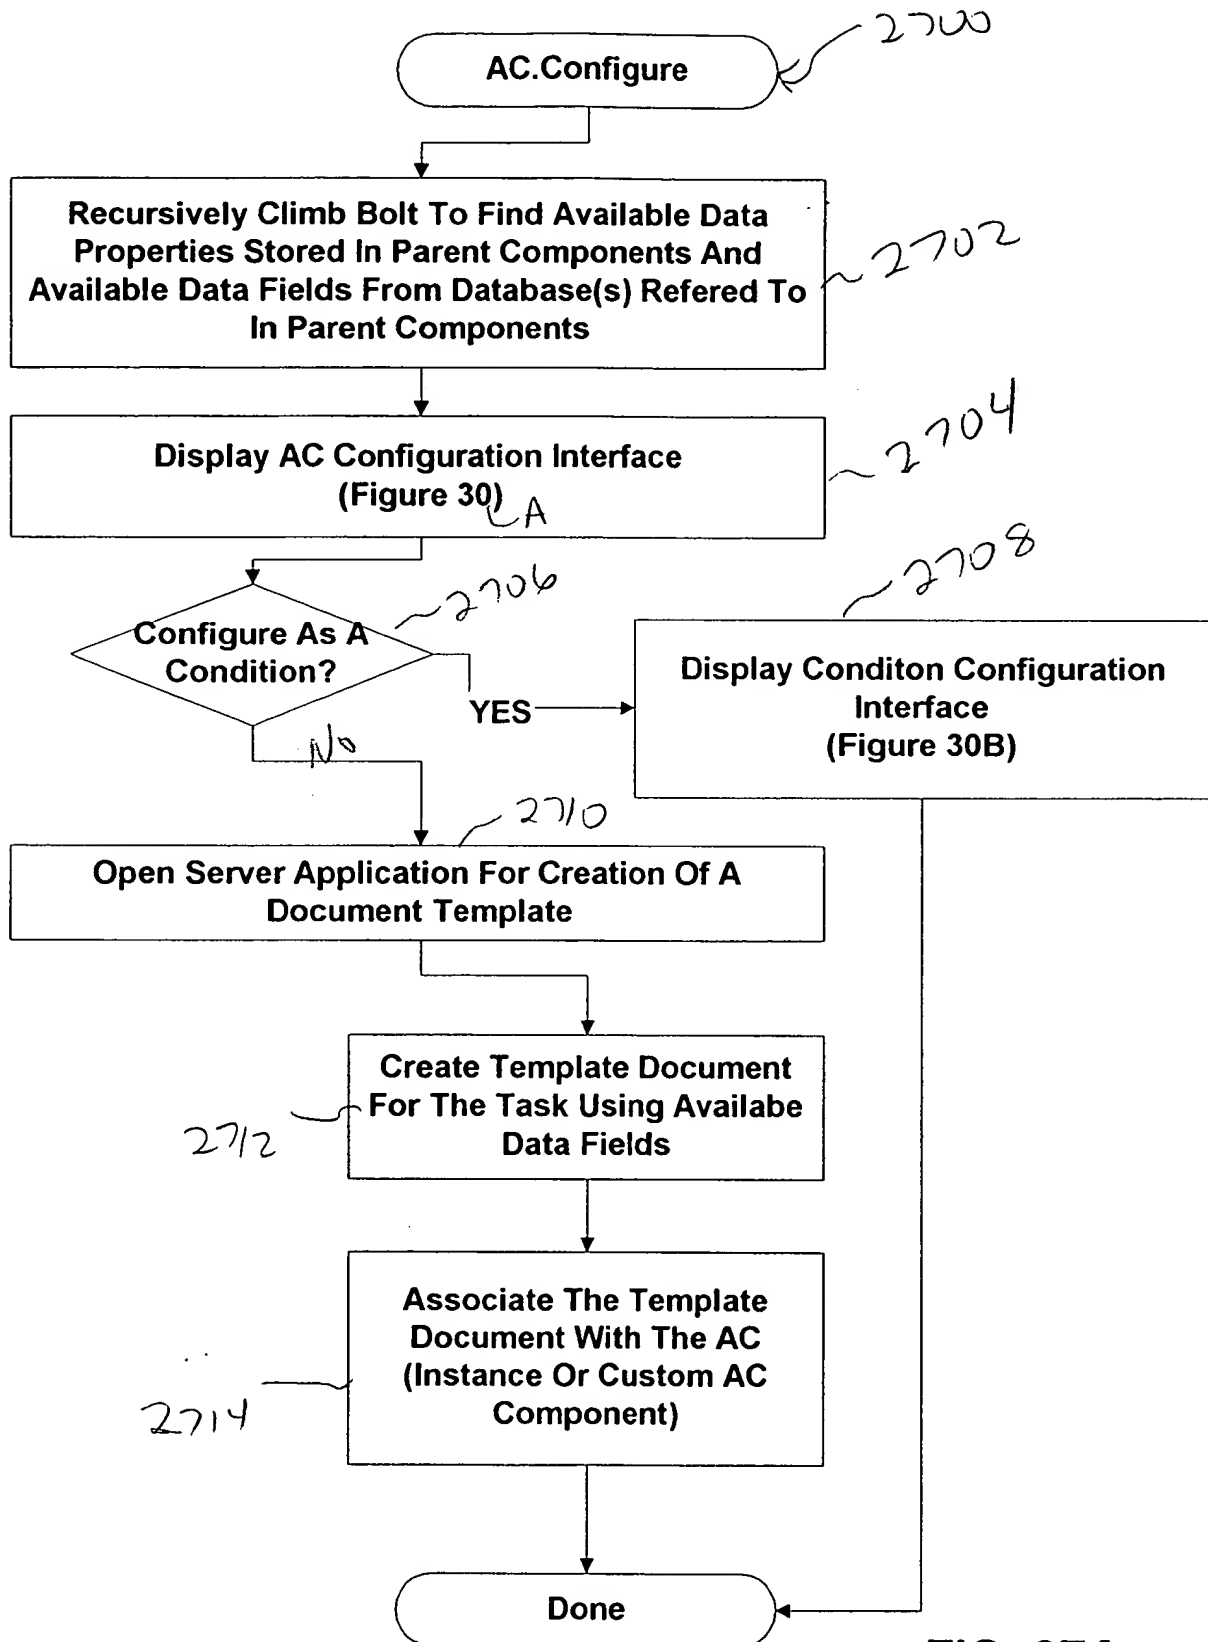 2700
AC.Configure
Recursively Climb Bolt To Find Available Data
Properties Stored In Parent Components And
Available Data Fields From Database(s) Refered To
In Parent Components
2702
Display AC Configuration Interface
(Figure 30)
A
2704
Configure As A
Condition?
2706
YES
No
2708
Display Conditon Configuration
Interface
(Figure 30B)
2710
Open Server Application For Creation Of A
Document Template
Create Template Document
For The Task Using Availabe
Data Fields
2712
Associate The Template
Document With The AC
(Instance Or Custom AC
Component)
2714
Done